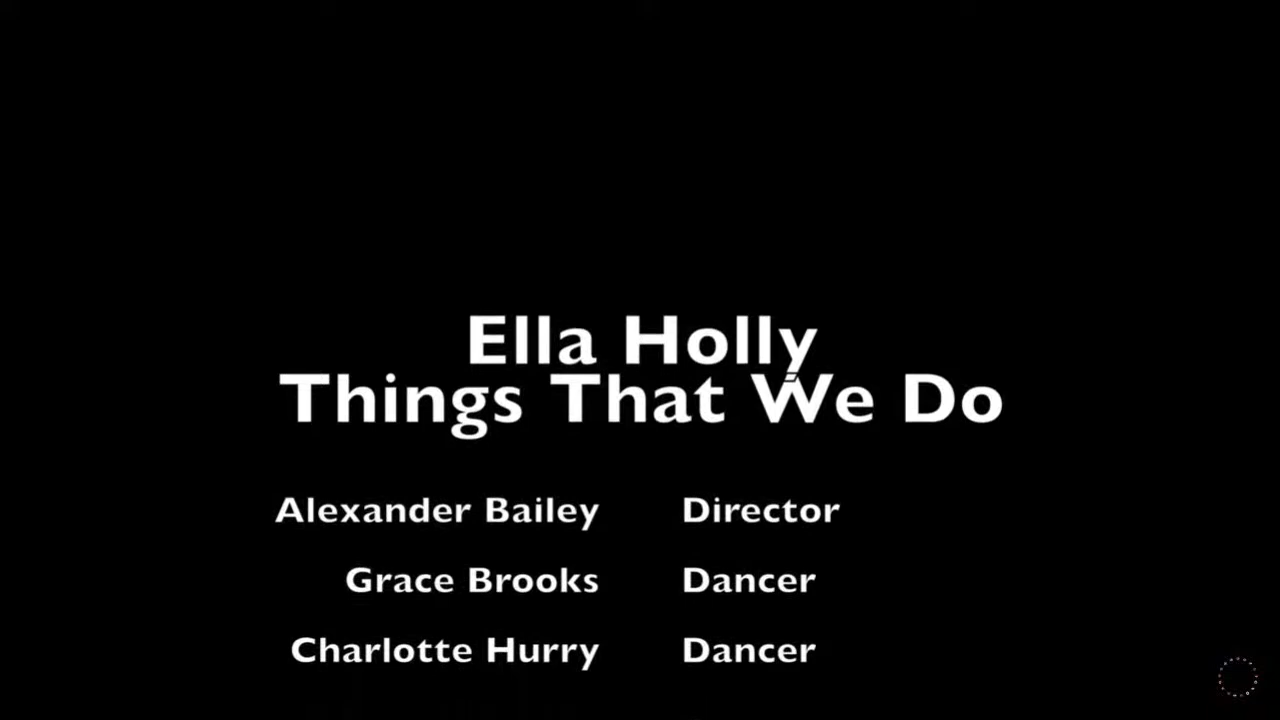 Ella Holly
Things That We Do
Alexander Bailey Director
Grace Brooks Dancer
Charlotte Hurry Dancer